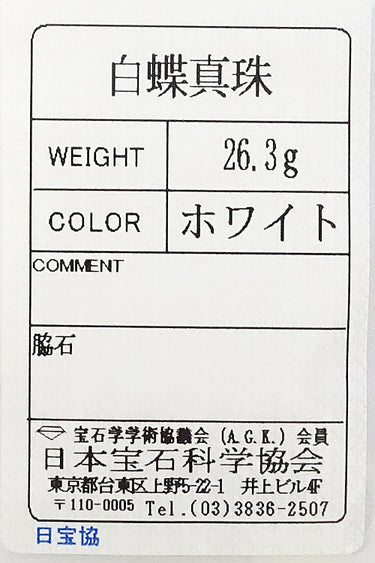 白蝶真珠
WEIGHT 26.3g
COLOR ホワイト
COMMENT
脇石
宝石学学術協議会 (A.G.K.) 会員
日本宝石科学協会
東京都台東区上野5-22-1 井上ビル4F
〒110-0005 Tel.(03)3836-2507
日宝協